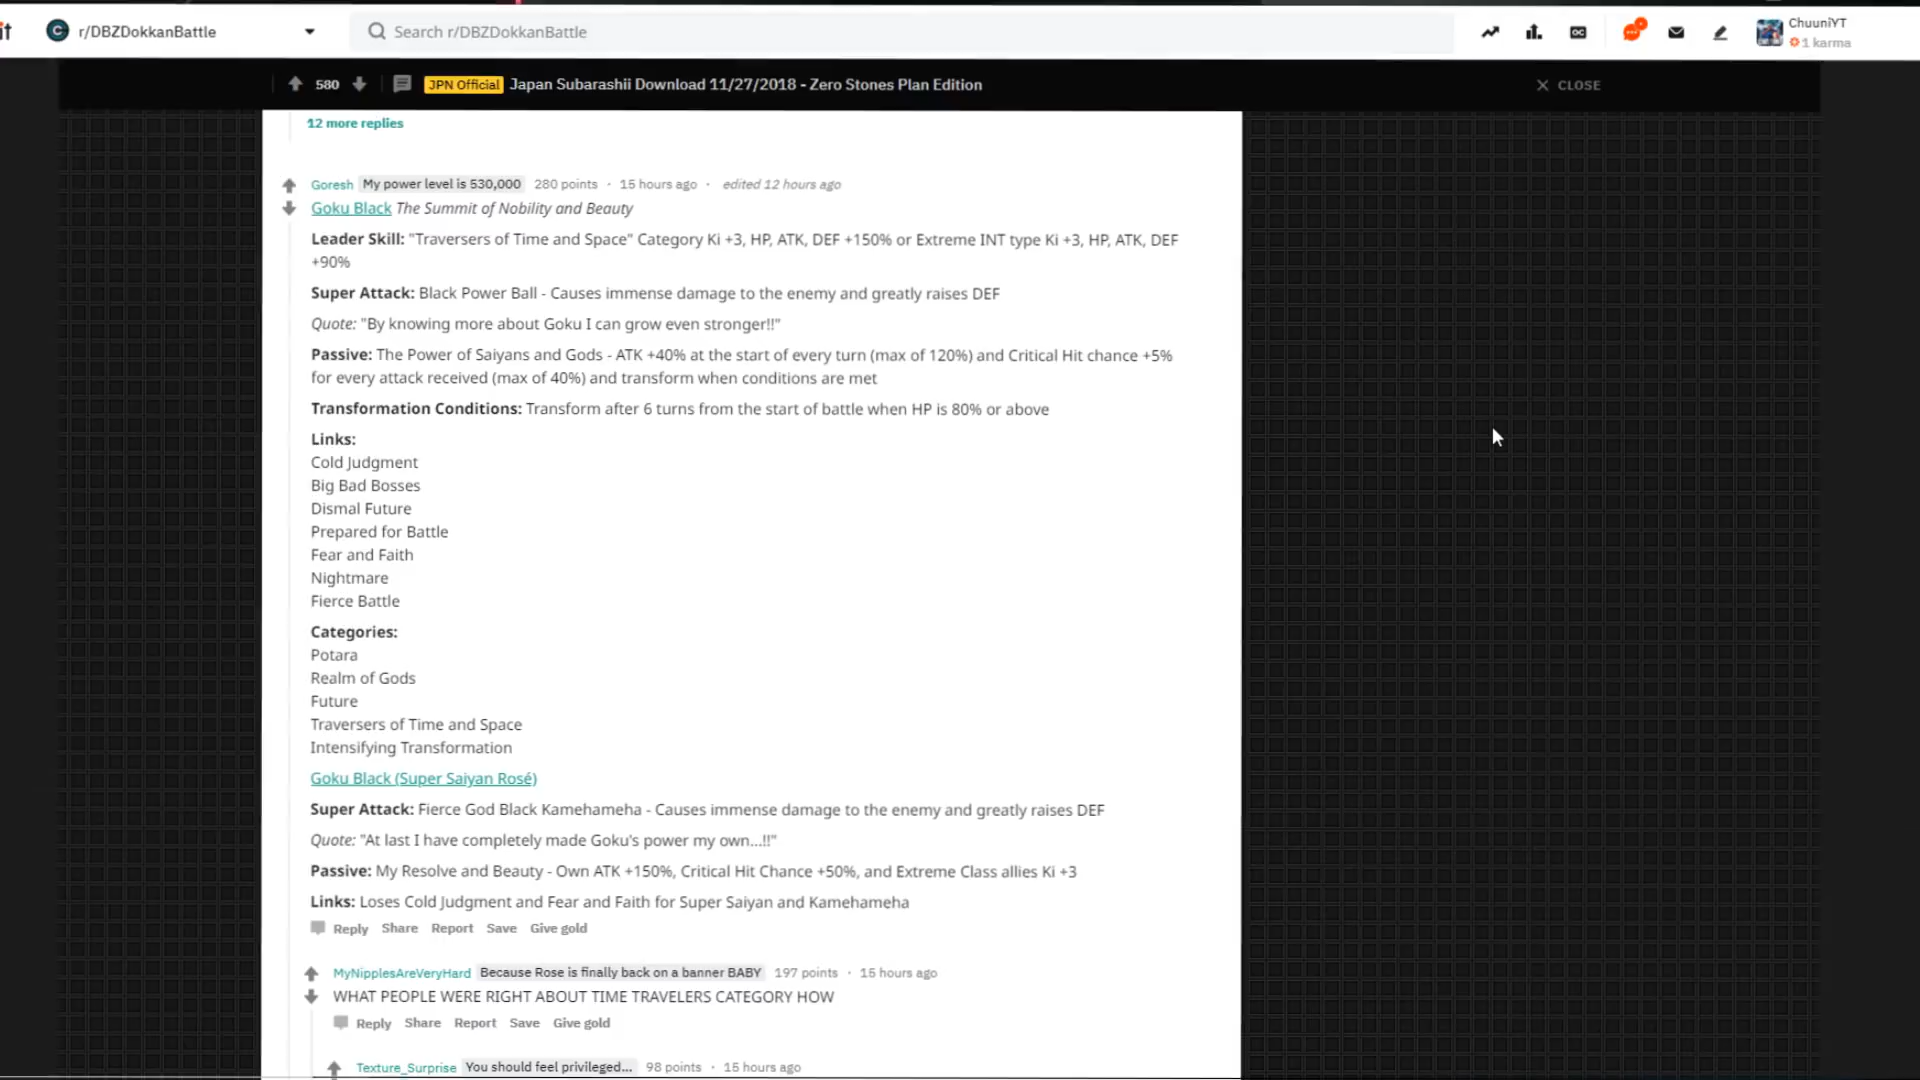 it r/DBZDokkanBattle Search r/DBZDokkanBattle ChuuniYT
1 karma
580 JPN Official Japan Subarashii Download 11/27/2018 - Zero Stones Plan Edition CLOSE
12 more replies
Goresh My power level is 530,000 280 points · 15 hours ago · edited 12 hours ago
Goku Black The Summit of Nobility and Beauty
Leader Skill: "Traversers of Time and Space" Category Ki +3, HP, ATK, DEF +150% or Extreme INT type Ki +3, HP, ATK, DEF
+90%
Super Attack: Black Power Ball - Causes immense damage to the enemy and greatly raises DEF
Quote: "By knowing more about Goku I can grow even stronger!!"
Passive: The Power of Saiyans and Gods - ATK +40% at the start of every turn (max of 120%) and Critical Hit chance +5%
for every attack received (max of 40%) and transform when conditions are met
Transformation Conditions: Transform after 6 turns from the start of battle when HP is 80% or above
Links:
Cold Judgment
Big Bad Bosses
Dismal Future
Prepared for Battle
Fear and Faith
Nightmare
Fierce Battle
Categories:
Potara
Realm of Gods
Future
Traversers of Time and Space
Intensifying Transformation
Goku Black (Super Saiyan Rosé)
Super Attack: Fierce God Black Kamehameha - Causes immense damage to the enemy and greatly raises DEF
Quote: "At last I have completely made Goku's power my own...!!"
Passive: My Resolve and Beauty - Own ATK +150%, Critical Hit Chance +50%, and Extreme Class allies Ki +3
Links: Loses Cold Judgment and Fear and Faith for Super Saiyan and Kamehameha
Reply Share Report Save Give gold
MyNipplesAreVeryHard Because Rose is finally back on a banner BABY 197 points · 15 hours ago
WHAT PEOPLE WERE RIGHT ABOUT TIME TRAVELERS CATEGORY HOW
Reply Share Report Save Give gold
Texture_Surprise You should feel privileged... 98 points · 15 hours ago